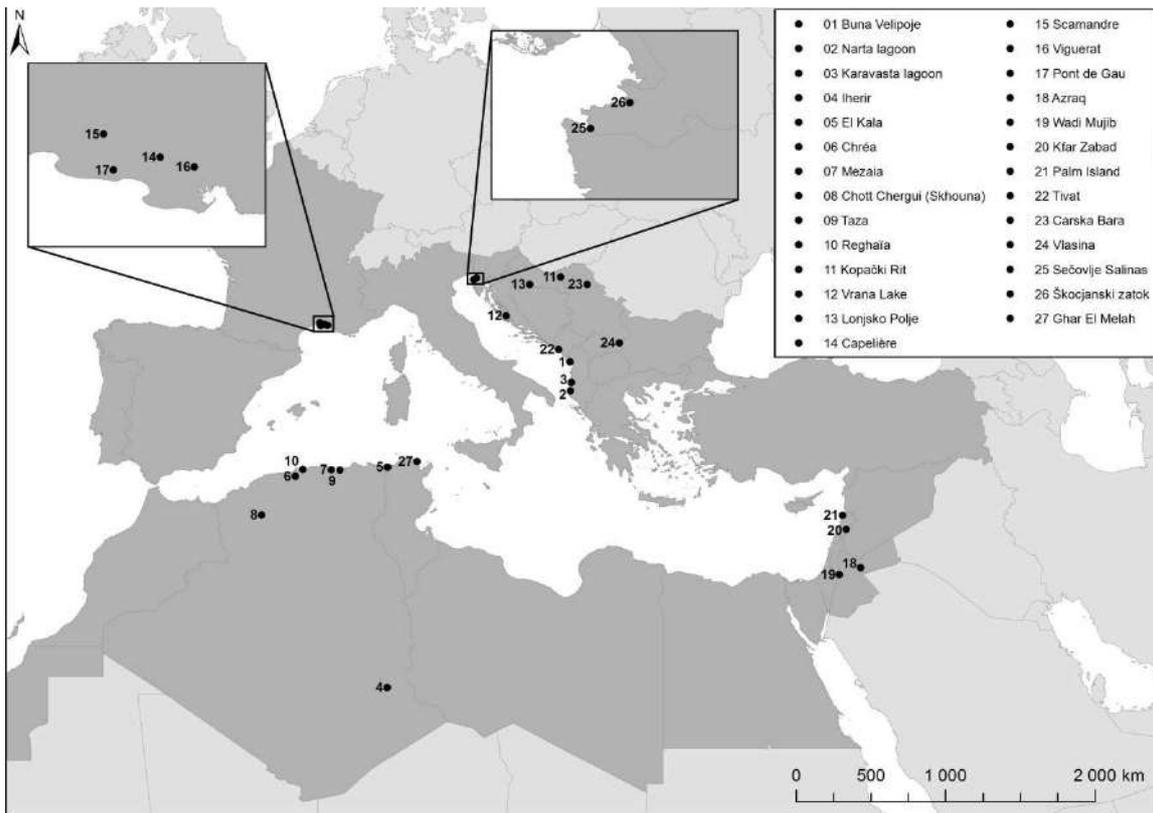 N
01 Buna Velipoje
02 Narta lagoon
03 Karavasta lagoon
04 Iherir
05 El Kala
06 Chréa
07 Mezaia
08 Chott Chergui (Skhouna)
09 Taza
10 Reghaïa
11 Kopački Rit
12 Vrana Lake
13 Lonjsko Polje
14 Capelière
15 Scamandre
16 Viguerat
17 Pont de Gau
18 Azraq
19 Wadi Mujib
20 Kfar Zabad
21 Palm Island
22 Tivat
23 Carska Bara
24 Vlasina
25 Sečovlje Salinas
26 Škocjanski zatok
27 Ghar El Melah
15
14
16
17
26
25
11
13
23
12
22
24
1
3
2
10
6
7
9
5
27
8
4
21
20
18
19
0 500 1 000 2 000 km